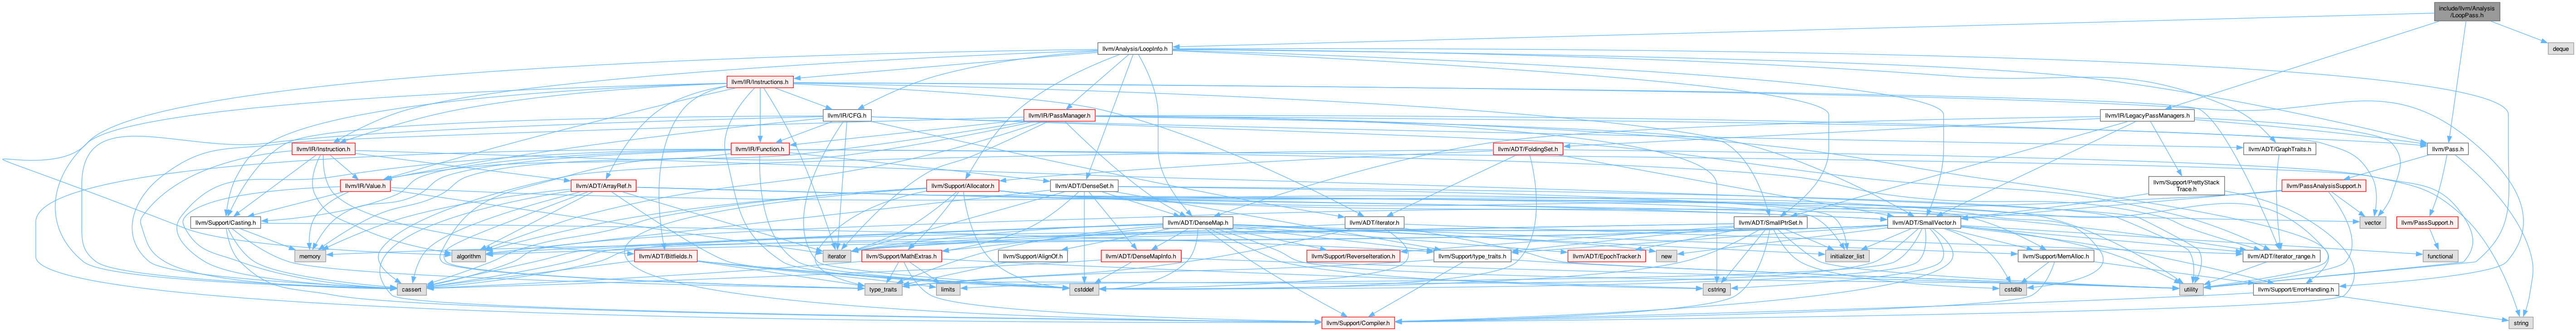 include/llvm/Analysis
/LoopPass.h
llvm/Analysis/LoopInfo.h
deque
llvm/IR/Instructions.h
llvm/IR/CFG.h
llvm/IR/PassManager.h
llvm/IR/LegacyPassManagers.h
llvm/IR/Instruction.h
llvm/IR/Function.h
llvm/ADT/FoldingSet.h
llvm/ADT/GraphTraits.h
llvm/Pass.h
llvm/IR/Value.h
llvm/ADT/ArrayRef.h
llvm/Support/Allocator.h
llvm/ADT/DenseSet.h
llvm/Support/PrettyStack
Trace.h
llvm/PassAnalysisSupport.h
llvm/Support/Casting.h
llvm/ADT/DenseMap.h
llvm/ADT/iterator.h
llvm/ADT/SmallPtrSet.h
llvm/ADT/SmallVector.h
vector
llvm/PassSupport.h
memory
algorithm
llvm/ADT/Bitfields.h
iterator
llvm/Support/MathExtras.h
llvm/Support/AlignOf.h
llvm/ADT/DenseMapInfo.h
llvm/Support/ReverseIteration.h
llvm/Support/type_traits.h
llvm/ADT/EpochTracker.h
new
initializer_list
llvm/Support/MemAlloc.h
llvm/ADT/iterator_range.h
functional
cassert
type_traits
limits
cstddef
cstring
cstdlib
utility
llvm/Support/ErrorHandling.h
llvm/Support/Compiler.h
string